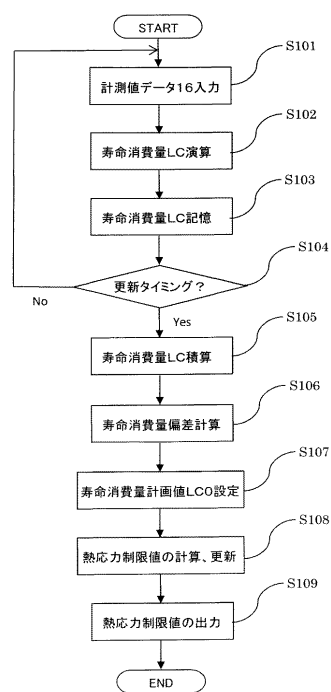 START
S101
計測値データ16入力
S102
寿命消費量LC演算
S103
寿命消費量LC記憶
S104
更新タイミング？
No
Yes
S105
寿命消費量LC積算
S106
寿命消費量偏差計算
S107
寿命消費量計画値LC0設定
S108
熱応力制限値の計算、更新
S109
熱応力制限値の出力
END